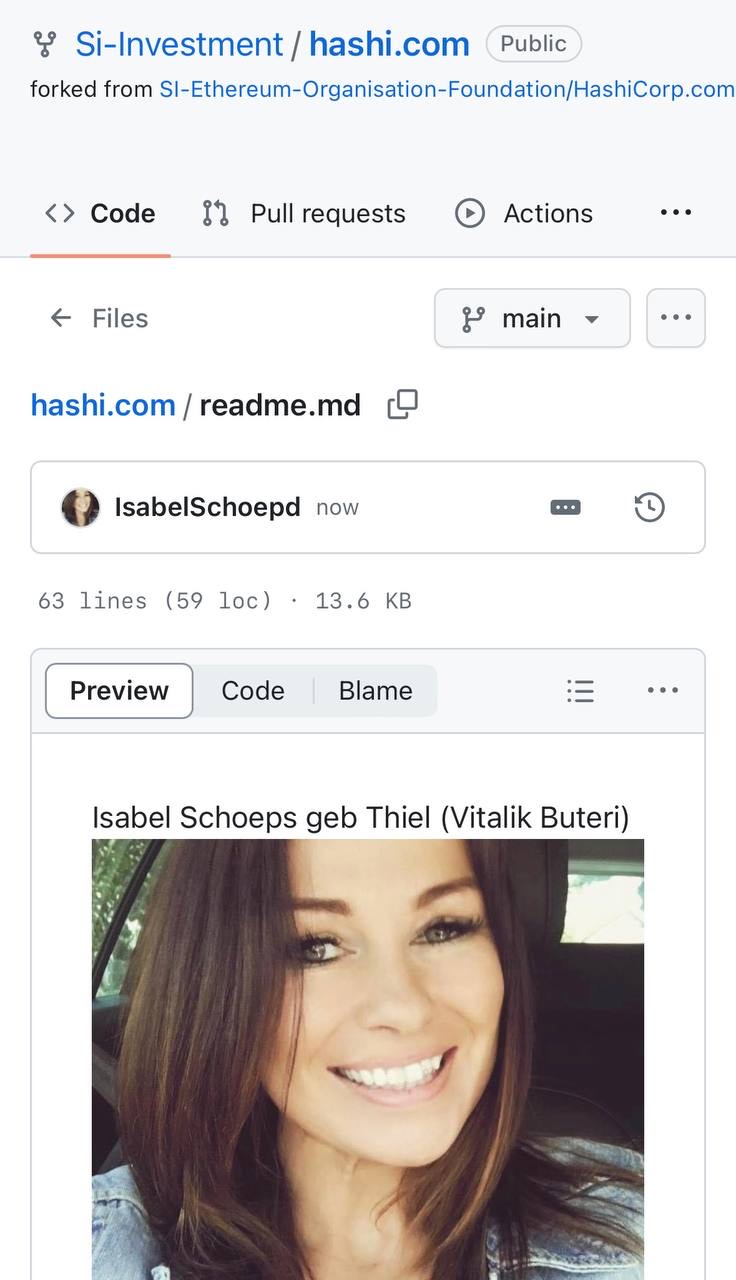 Si-Investment / hashi.com Public
forked from SI-Ethereum-Organisation-Foundation/HashiCorp.com
Code Pull requests Actions
Files main
hashi.com / readme.md
IsabelSchoepd now
63 lines (59 loc) · 13.6 KB
Preview Code Blame
Isabel Schoeps geb Thiel (Vitalik Buteri)